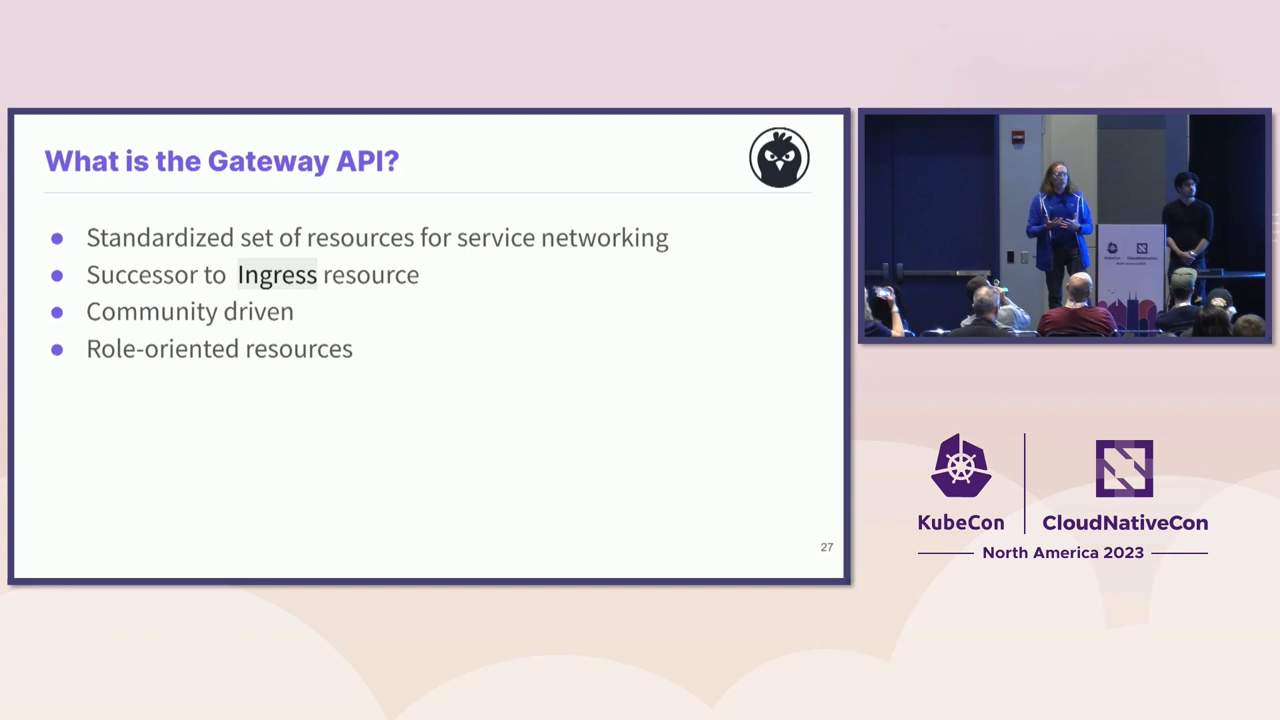 What is the Gateway API?
Standardized set of resources for service networking
Successor to Ingress resource
Community driven
Role-oriented resources
27
KubeCon
CloudNativeCon
North America 2023